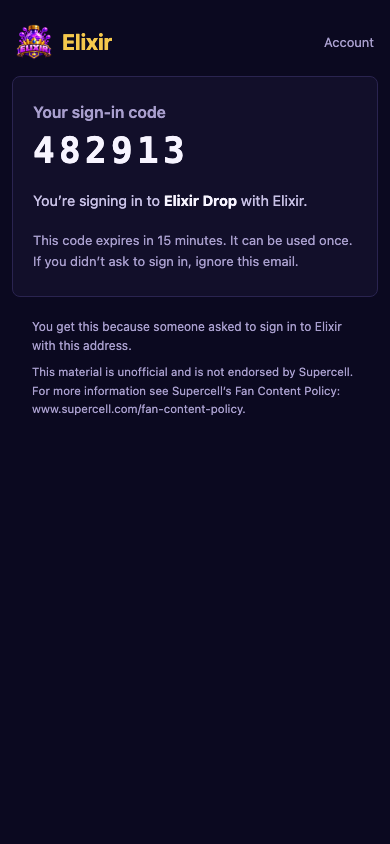 ELIXIR
Elixir
Account
Your sign-in code
482913
You’re signing in to Elixir Drop with Elixir.
This code expires in 15 minutes. It can be used once.
If you didn’t ask to sign in, ignore this email.
You get this because someone asked to sign in to Elixir
with this address.
This material is unofficial and is not endorsed by Supercell.
For more information see Supercell’s Fan Content Policy:
www.supercell.com/fan-content-policy.